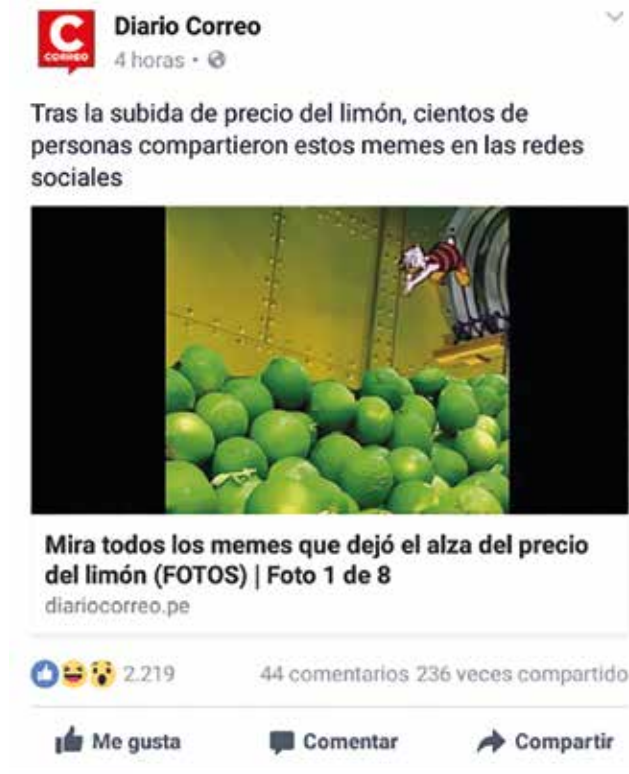 C
CORREO
Diario Correo
4 horas •
Tras la subida de precio del limón, cientos de
personas compartieron estos memes en las redes
sociales
Mira todos los memes que dejó el alza del precio
del limón (FOTOS) | Foto 1 de 8
diariocorreo.pe
2.219
44 comentarios 236 veces compartido
Me gusta
Comentar
Compartir